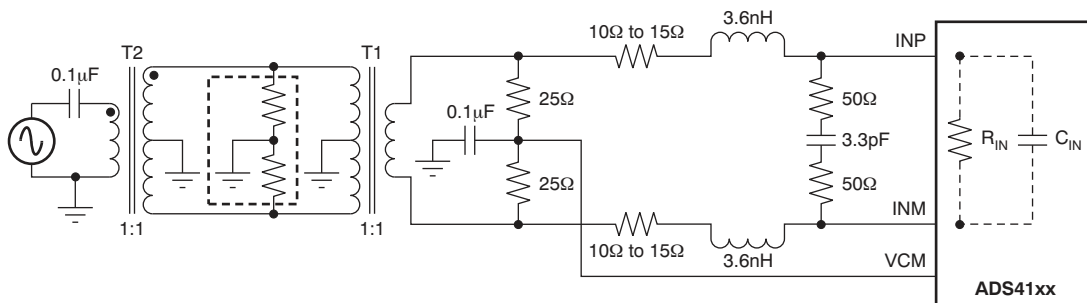 3.6nH
10Ω to 15Ω
T2
T1
INP
0.1μF
0.1μF
25Ω
50Ω
3.3pF
R_IN
C_IN
25Ω
50Ω
INM
1:1
1:1
10Ω to 15Ω
3.6nH
VCM
ADS41xx